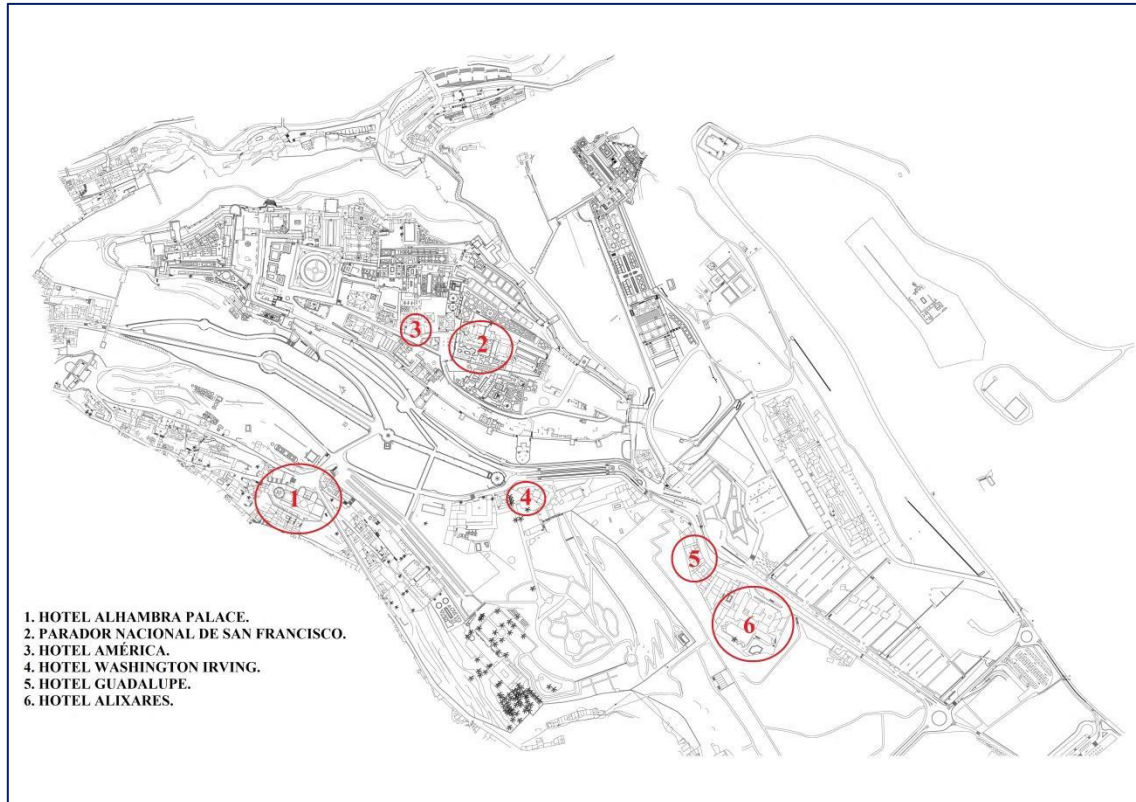 3
2
1
4
5
6
1. HOTEL ALHAMBRA PALACE.
2. PARADOR NACIONAL DE SAN FRANCISCO.
3. HOTEL AMÉRICA.
4. HOTEL WASHINGTON IRVING.
5. HOTEL GUADALUPE.
6. HOTEL ALIXARES.